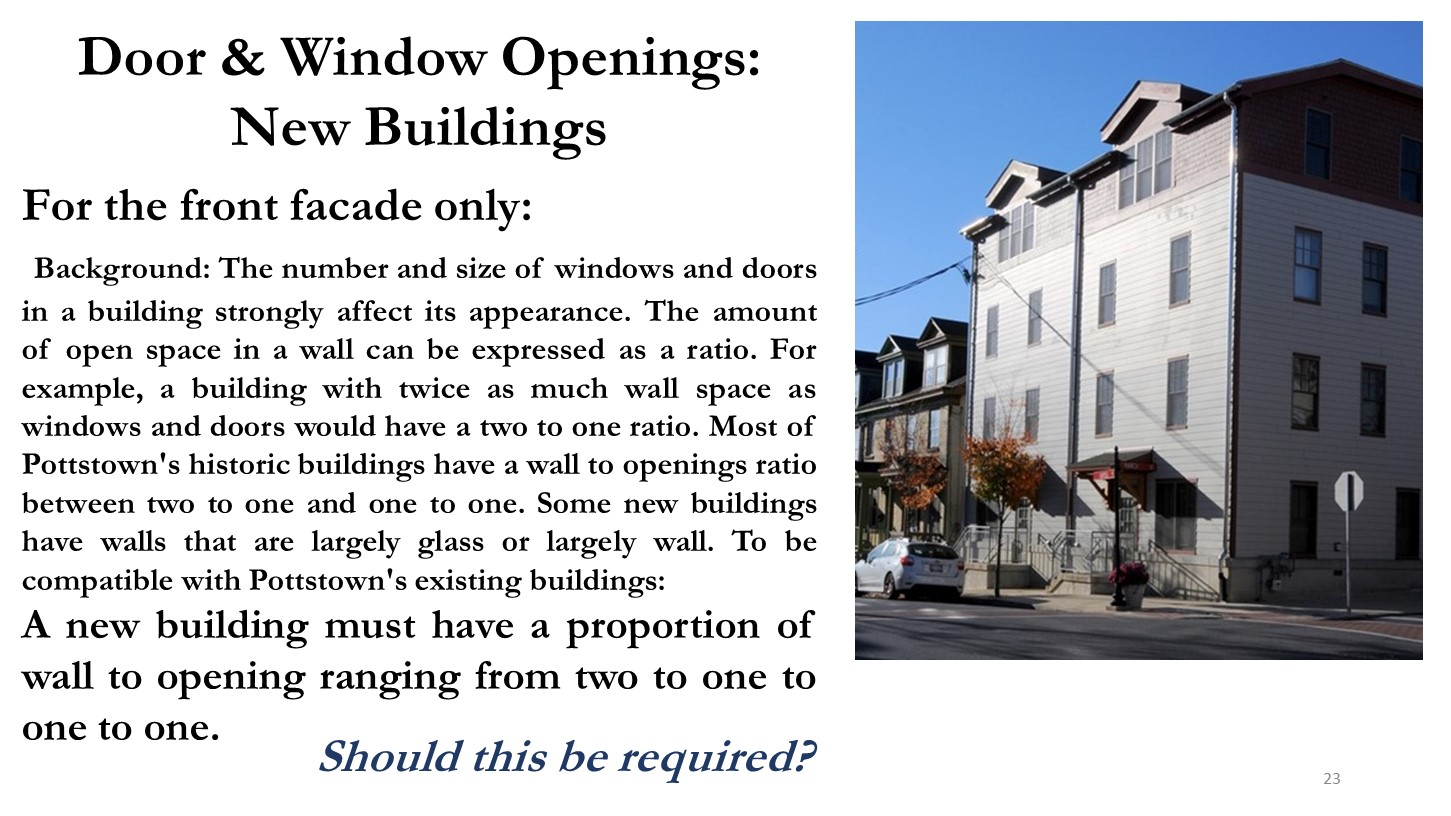 Door & Window Openings:
New Buildings
For the front facade only:
Background: The number and size of windows and doors
in a building strongly affect its appearance. The amount
of open space in a wall can be expressed as a ratio. For
example, a building with twice as much wall space as
windows and doors would have a two to one ratio. Most of
Pottstown's historic buildings have a wall to openings ratio
between two to one and one to one. Some new buildings
have walls that are largely glass or largely wall. To be
compatible with Pottstown's existing buildings:
A new building must have a proportion of
wall to opening ranging from two to one to
one to one.
Should this be required?
23